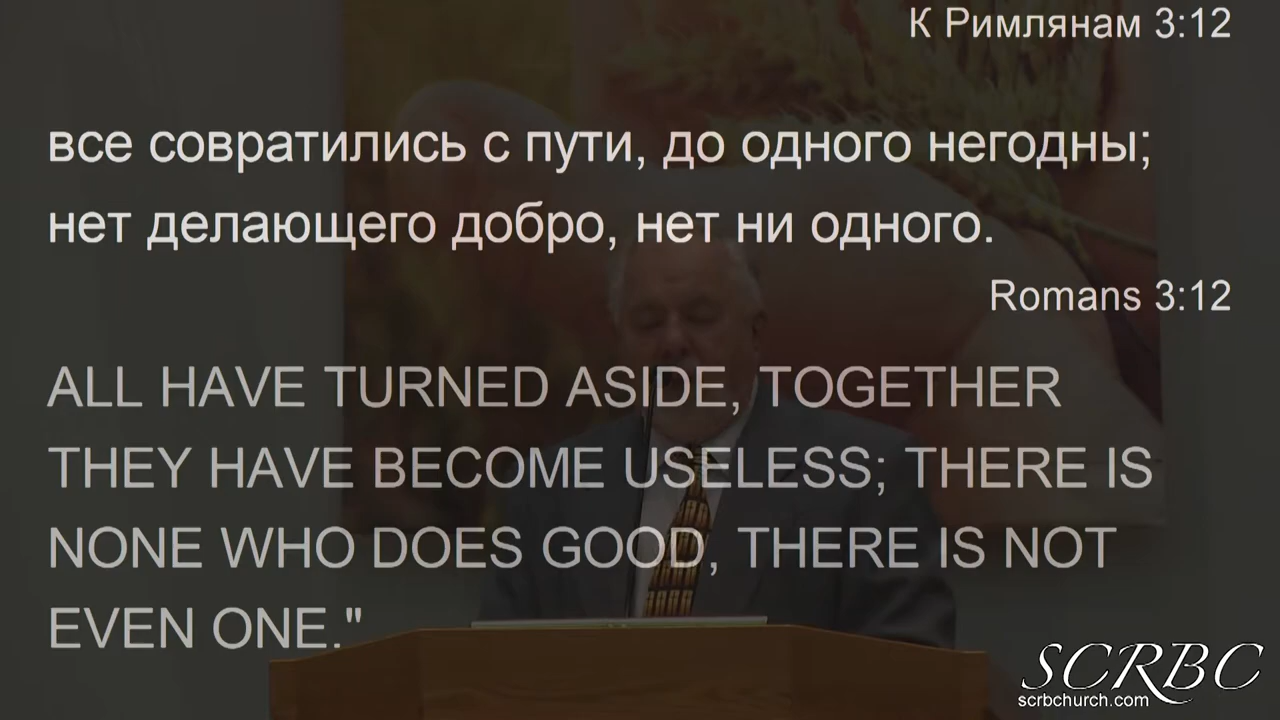 К Римлянам 3:12
все совратились с пути, до одного негодны;
нет делающего добро, нет ни одного.
Romans 3:12
ALL HAVE TURNED ASIDE, TOGETHER
THEY HAVE BECOME USELESS; THERE IS
NONE WHO DOES GOOD, THERE IS NOT
EVEN ONE."
SCRBC
scrbchurch.com